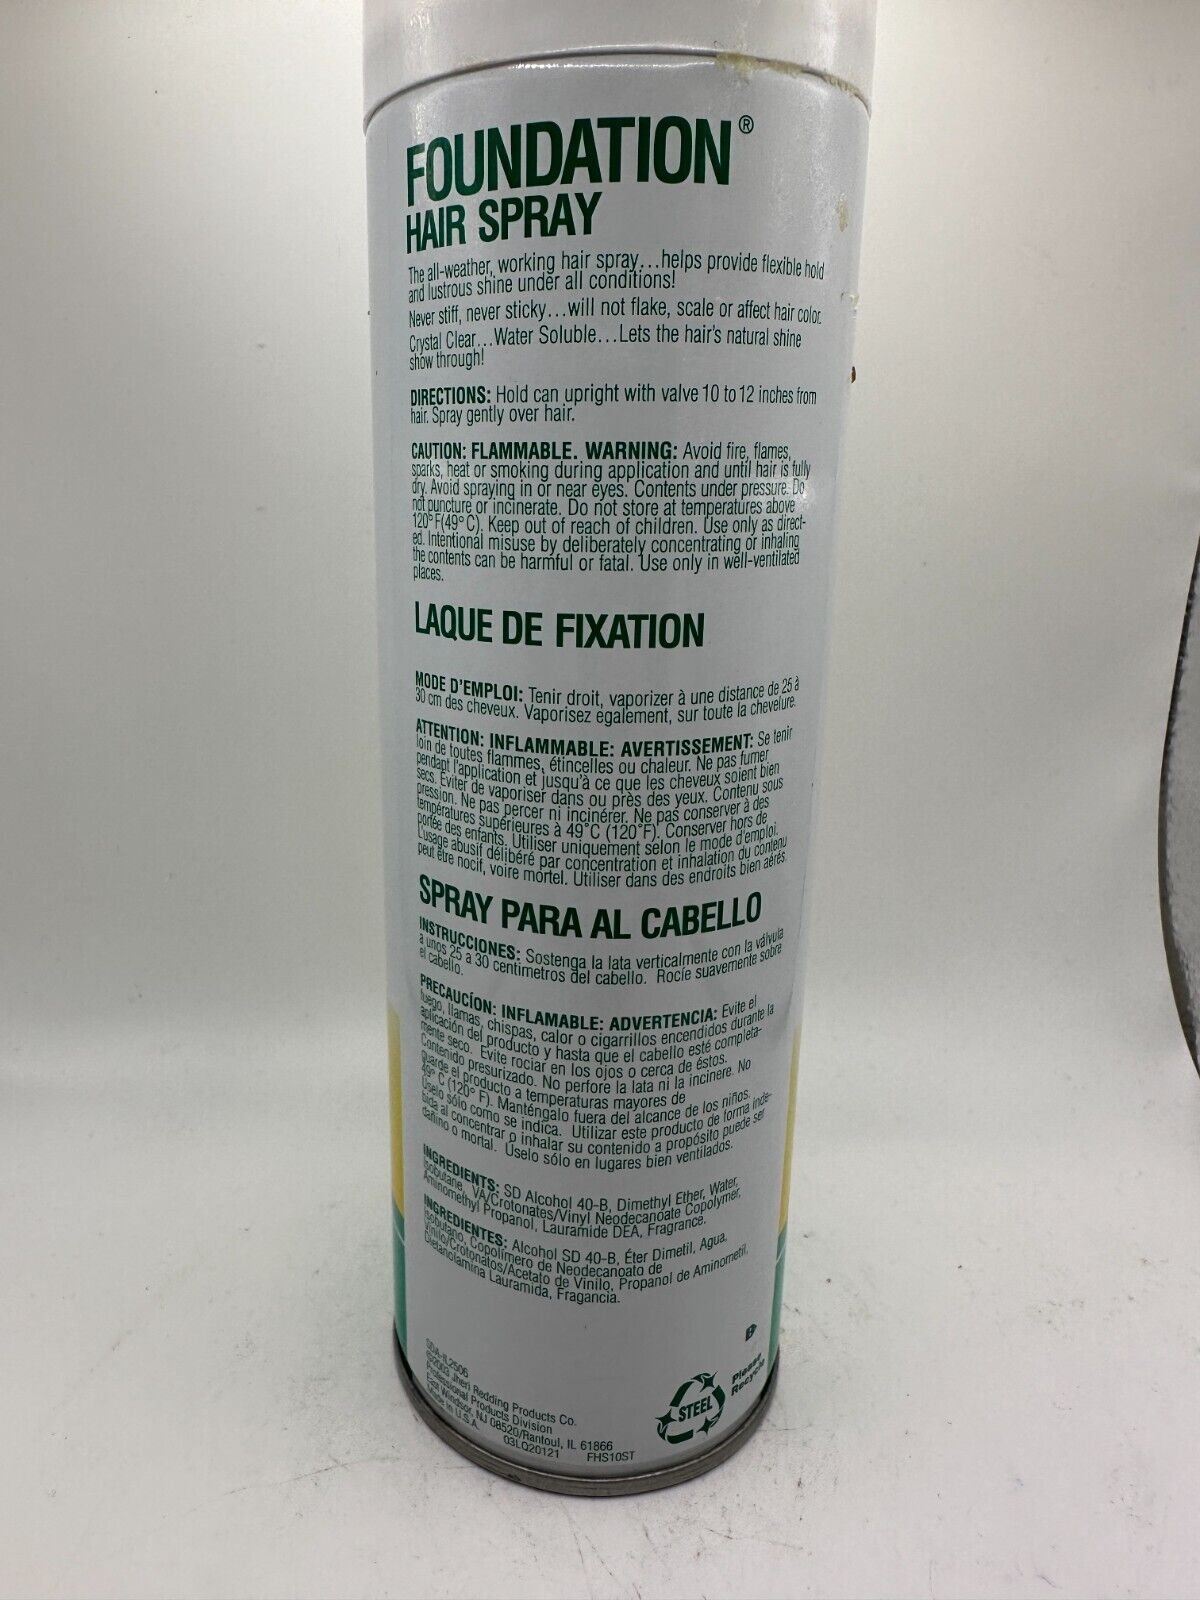 FOUNDATION®
HAIR SPRAY
The all-weather, working hair spray...helps provide flexible hold
and lustrous shine under all conditions!
Never stiff, never sticky...will not flake, scale or affect hair color.
Crystal Clear...Water Soluble...Lets the hair's natural shine
show through!
DIRECTIONS: Hold can upright with valve 10 to 12 inches from
hair. Spray gently over hair.
CAUTION: FLAMMABLE. WARNING: Avoid fire, flames,
sparks, heat or smoking during application and until hair is fully
dry. Avoid spraying in or near eyes. Contents under pressure. Do
not puncture or incinerate. Do not store at temperatures above
120°F(49°C). Keep out of reach of children. Use only as direct-
ed. Intentional misuse by deliberately concentrating or inhaling
the contents can be harmful or fatal. Use only in well-ventilated
places.
LAQUE DE FIXATION
MODE D'EMPLOI: Tenir droit, vaporizer à une distance de 25 à
30 cm des cheveux. Vaporisez également, sur toute la chevelure.
ATTENTION: INFLAMMABLE: AVERTISSEMENT: Se tenir
loin de toutes flammes, étincelles ou chaleur. Ne pas fumer
pendapt l'application et jusqu'à ce que les cheveux soient bien
secs. Éviter de vaporiser dans ou près des yeux. Contenu sous
pression. Ne pas percer ni incinérer. Ne pas conserver à des
températures supérieures à 49°C (120°F). Conserver hors de
portée des enfants. Utiliser uniquement selon le mode d'emploi.
L'usage abusif délibéré par concentration et inhalation du contenu
peut être nocif, voire mortel. Utiliser dans des endroits bien aérés.
SPRAY PARA AL CABELLO
INSTRUCCIONES: Sostenga la lata verticalmente con la válvula
a unos 25 a 30 centimetros del cabello. Rocíe suavemente sobre
el cabello.
PRECAUCÍON: INFLAMABLE: ADVERTENCIA: Evite el
fuego, llamas, chispas, calor o cigarrillos encendidos durante la
aplicación del producto y hasta que el cabello esté completa-
mente seco. Evite rociar en los ojos o cerca de éstos.
Contenido presurizado. No perfore la lata ni la incinere. No
guarde el producto a temperaturas mayores de
49° C (120° F). Manténgalo fuera del alcance de los niños.
Úselo sólo como se indica. Utilizar este producto de forma inde-
bida al concentrar o inhalar su contenido a propósito puede ser
dañino o mortal. Úselo sólo en lugares bien ventilados.
INGREDIENTS: SD Alcohol 40-B, Dimethyl Ether, Water,
Isobutane, VA/Crotonates/Vinyl Neodecanoate Copolymer,
Aminomethyl Propanol, Lauramide DEA, Fragrance.
INGREDIENTES: Alcohol SD 40-B, Éter Dimetil, Agua,
Isobutano, Copolímero de Neodecanoato de
Vinilo/Crotonatos/Acetato de Vinilo, Propanol de Aminometil,
Dietanolamina Lauramida, Fragancia.
SDA-IL2506
©2003 Jheri Redding Products Co.
Professional Products Division
East Windsor, NJ 08520/Rantoul, IL 61866
Made in U.S.A. 03LQ20121 FHS10ST
STEEL
Please
Recycle